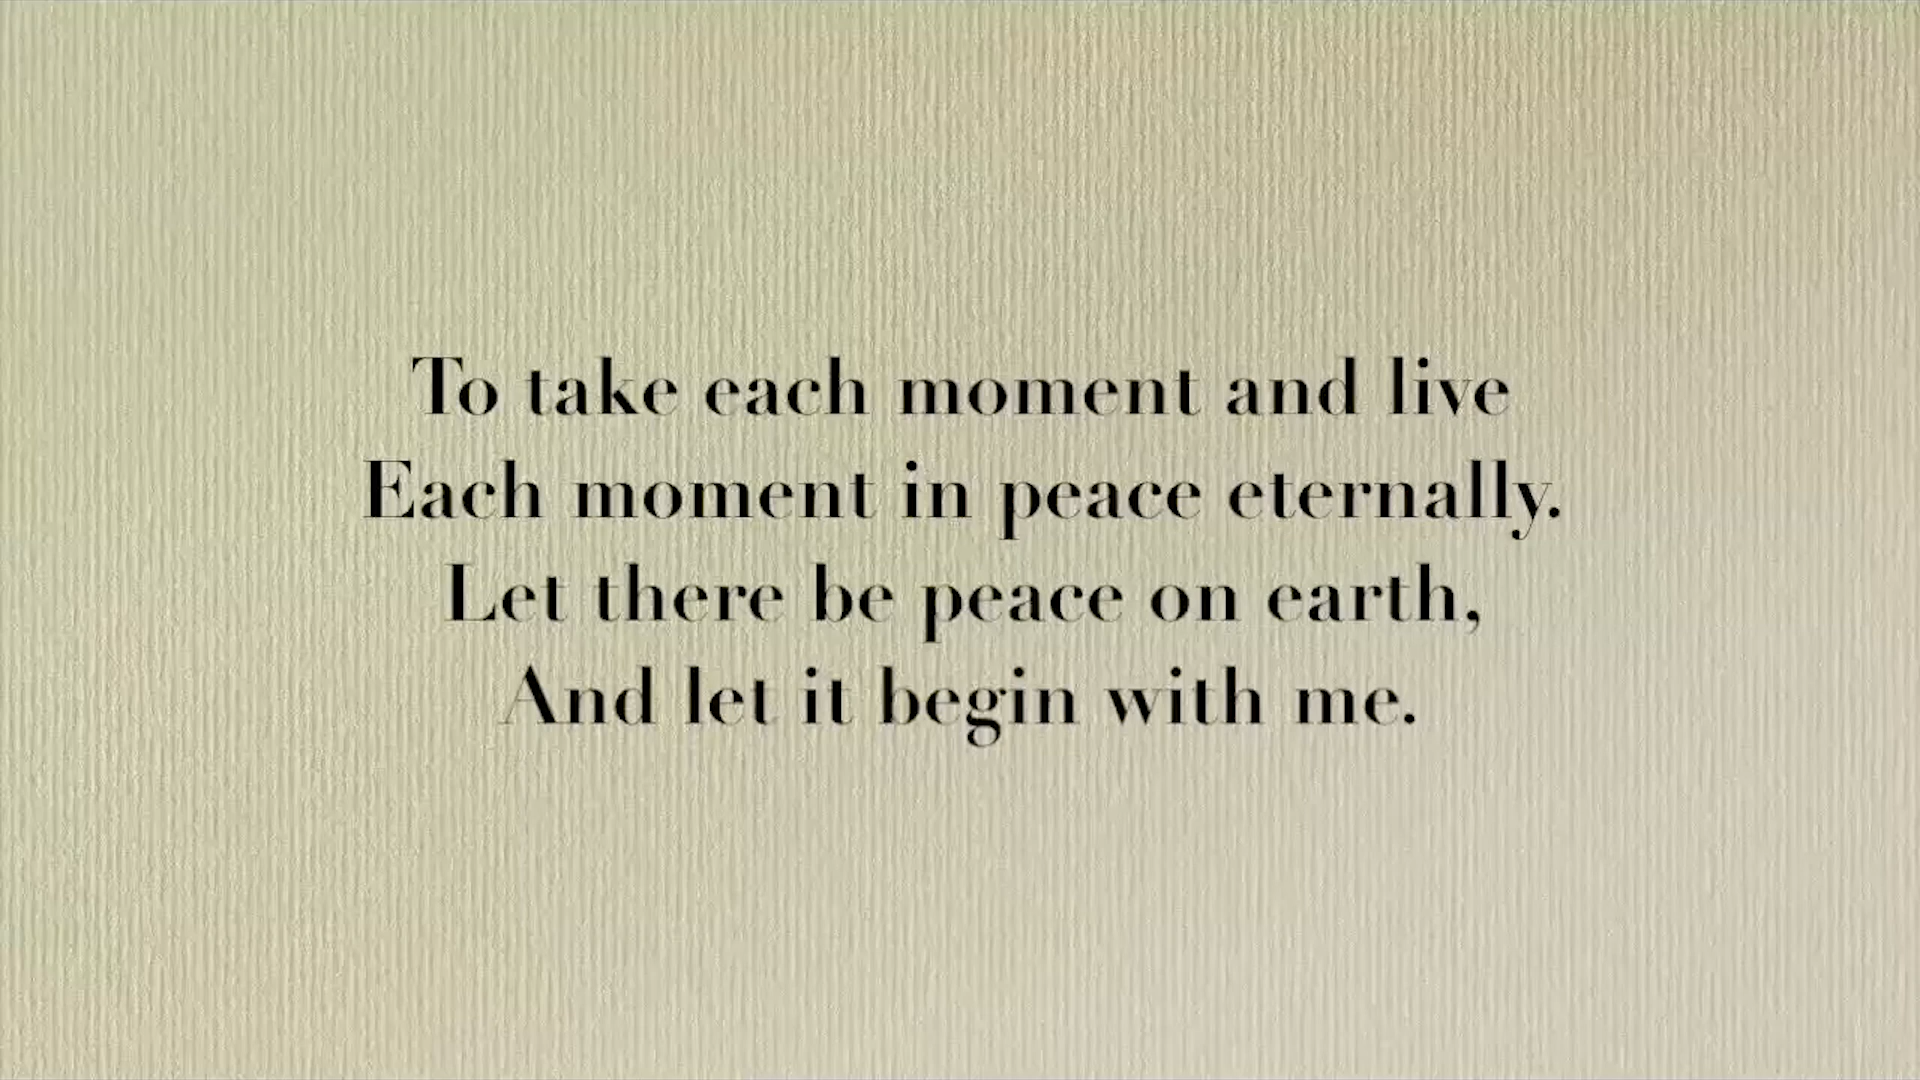 To take each moment and live
Each moment in peace eternally.
Let there be peace on earth,
And let it begin with me.